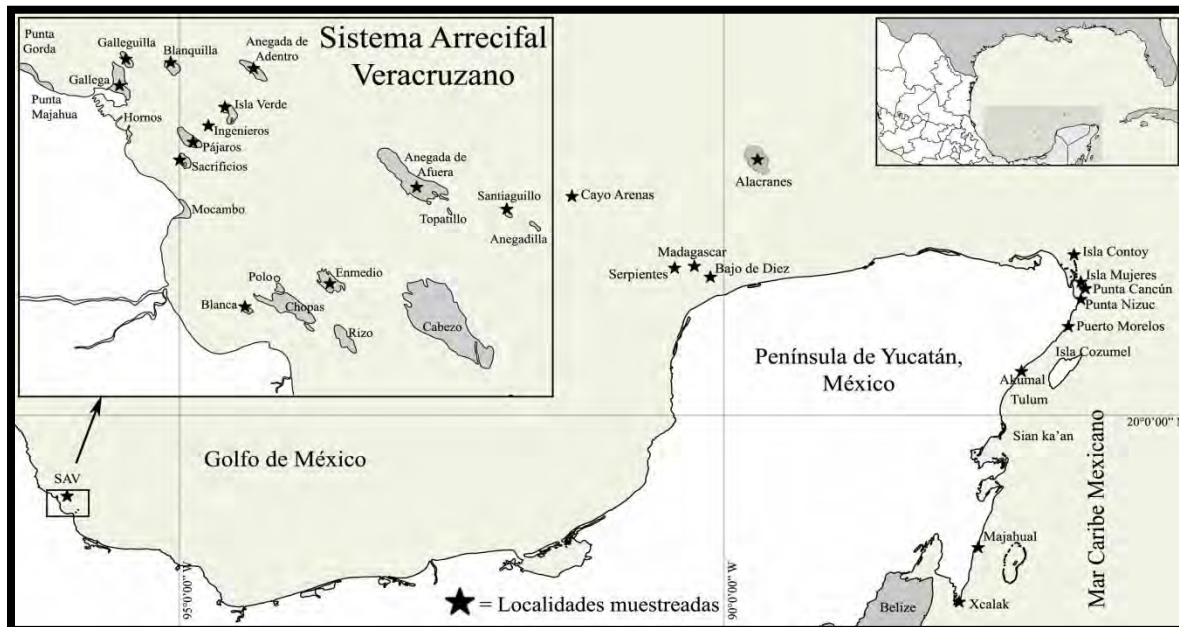 Sistema Arrecifal
Veracruzano
Punta
Gorda
Galleguilla
Blanquilla
Anegada de
Adentro
Gallega
Punta
Majahua
Hornos
Isla Verde
Ingenieros
Pájaros
Sacrificios
Mocambo
Anegada de
Afuera
Topatillo
Santiaguillo
Anegadilla
Polo
Enmedio
Blanca
Chopas
Rizo
Cabezo
Cayo Arenas
Alacranes
Madagascar
Serpientes
Bajo de Diez
Isla Contoy
Isla Mujeres
Punta Cancún
Punta Nizuc
Puerto Morelos
Isla Cozumel
Akumal
Tulum
Península de Yucatán,
México
20°0'00'' N
Sian ka'an
Golfo de México
SAV
Mar Caribe Mexicano
Majahual
Xcalak
Belize
95°0'00'' W
90°0'00'' W
★ = Localidades muestreadas